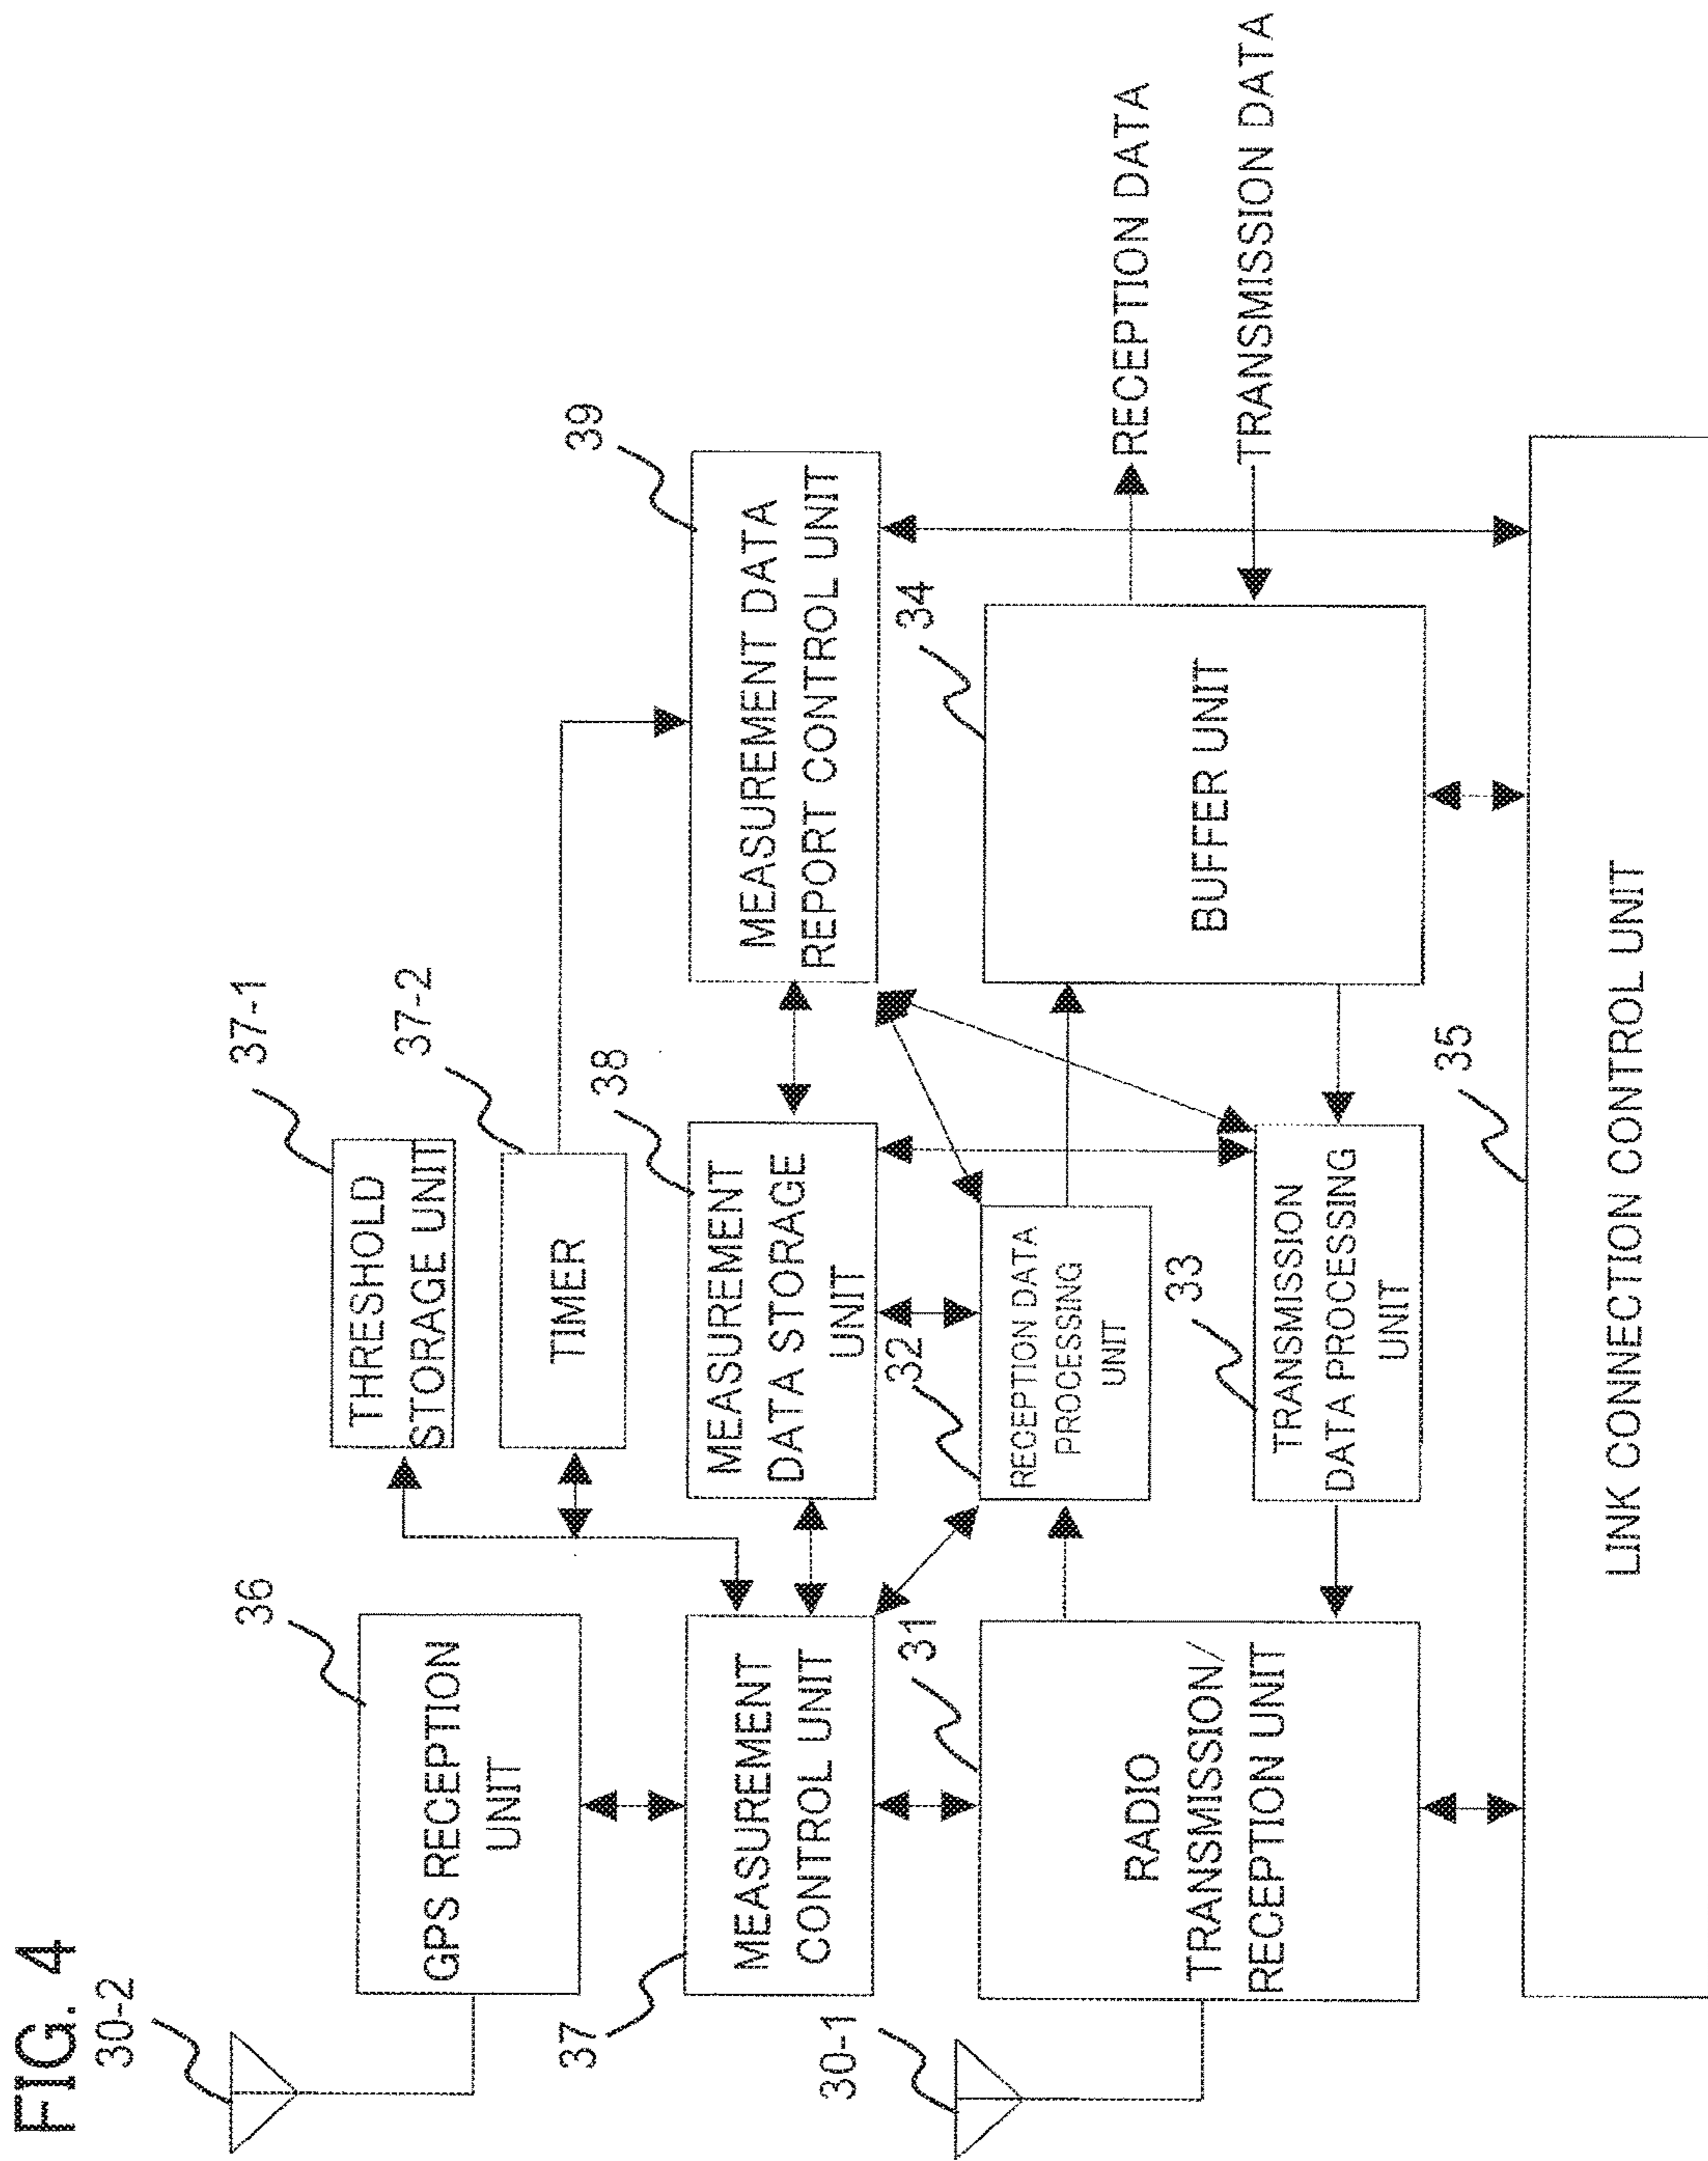 FIG. 4
30-2
36
GPS RECEPTION
UNIT
37-1
THRESHOLD
STORAGE UNIT
37-2
TIMER
37
MEASUREMENT
CONTROL UNIT
38
MEASUREMENT
DATA STORAGE
UNIT
39
MEASUREMENT DATA
REPORT CONTROL UNIT
30-1
31
RADIO
TRANSMISSION/
RECEPTION UNIT
32
RECEPTION DATA
PROCESSING
UNIT
33
TRANSMISSION
DATA PROCESSING
UNIT
34
BUFFER UNIT
RECEPTION DATA
TRANSMISSION DATA
35
LINK CONNECTION CONTROL UNIT